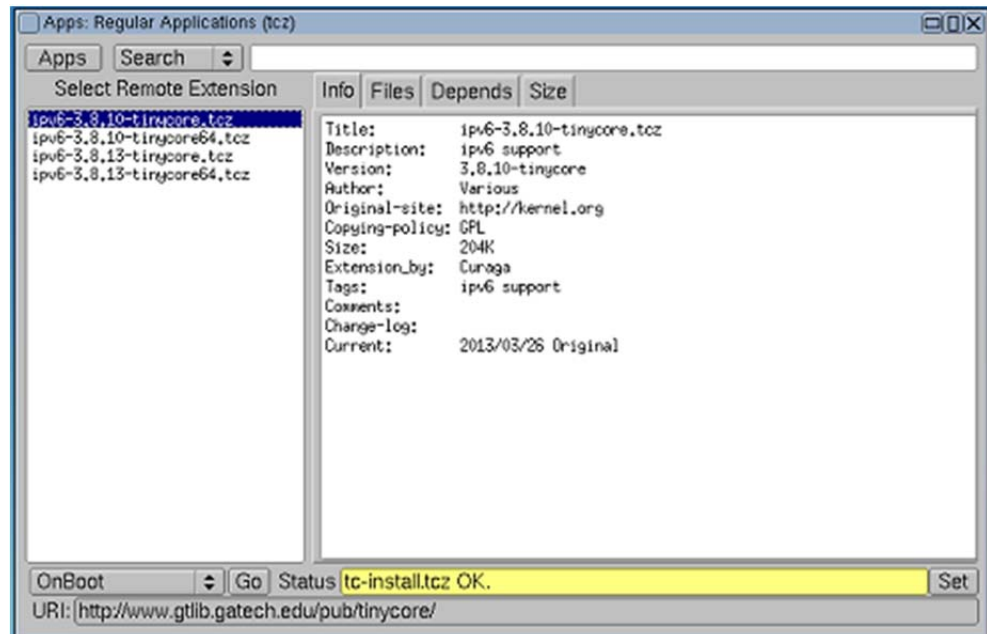 Apps: Regular Applications (tcz)
Apps Search
Select Remote Extension
Info Files Depends Size
ipv6-3.8.10-tinycore.tcz
ipv6-3.8.10-tinycore64.tcz
ipv6-3.8.13-tinycore.tcz
ipv6-3.8.13-tinycore64.tcz
Title: ipv6-3.8.10-tinycore.tcz
Description: ipv6 support
Version: 3.8.10-tinycore
Author: Various
Original-site: http://kernel.org
Copying-policy: GPL
Size: 204K
Extension_by: Curaga
Tags: ipv6 support
Comments:
Change-log:
Current: 2013/03/26 Original
OnBoot Go Status tc-install.tcz OK. Set
URI: http://www.gtlib.gatech.edu/pub/tinycore/